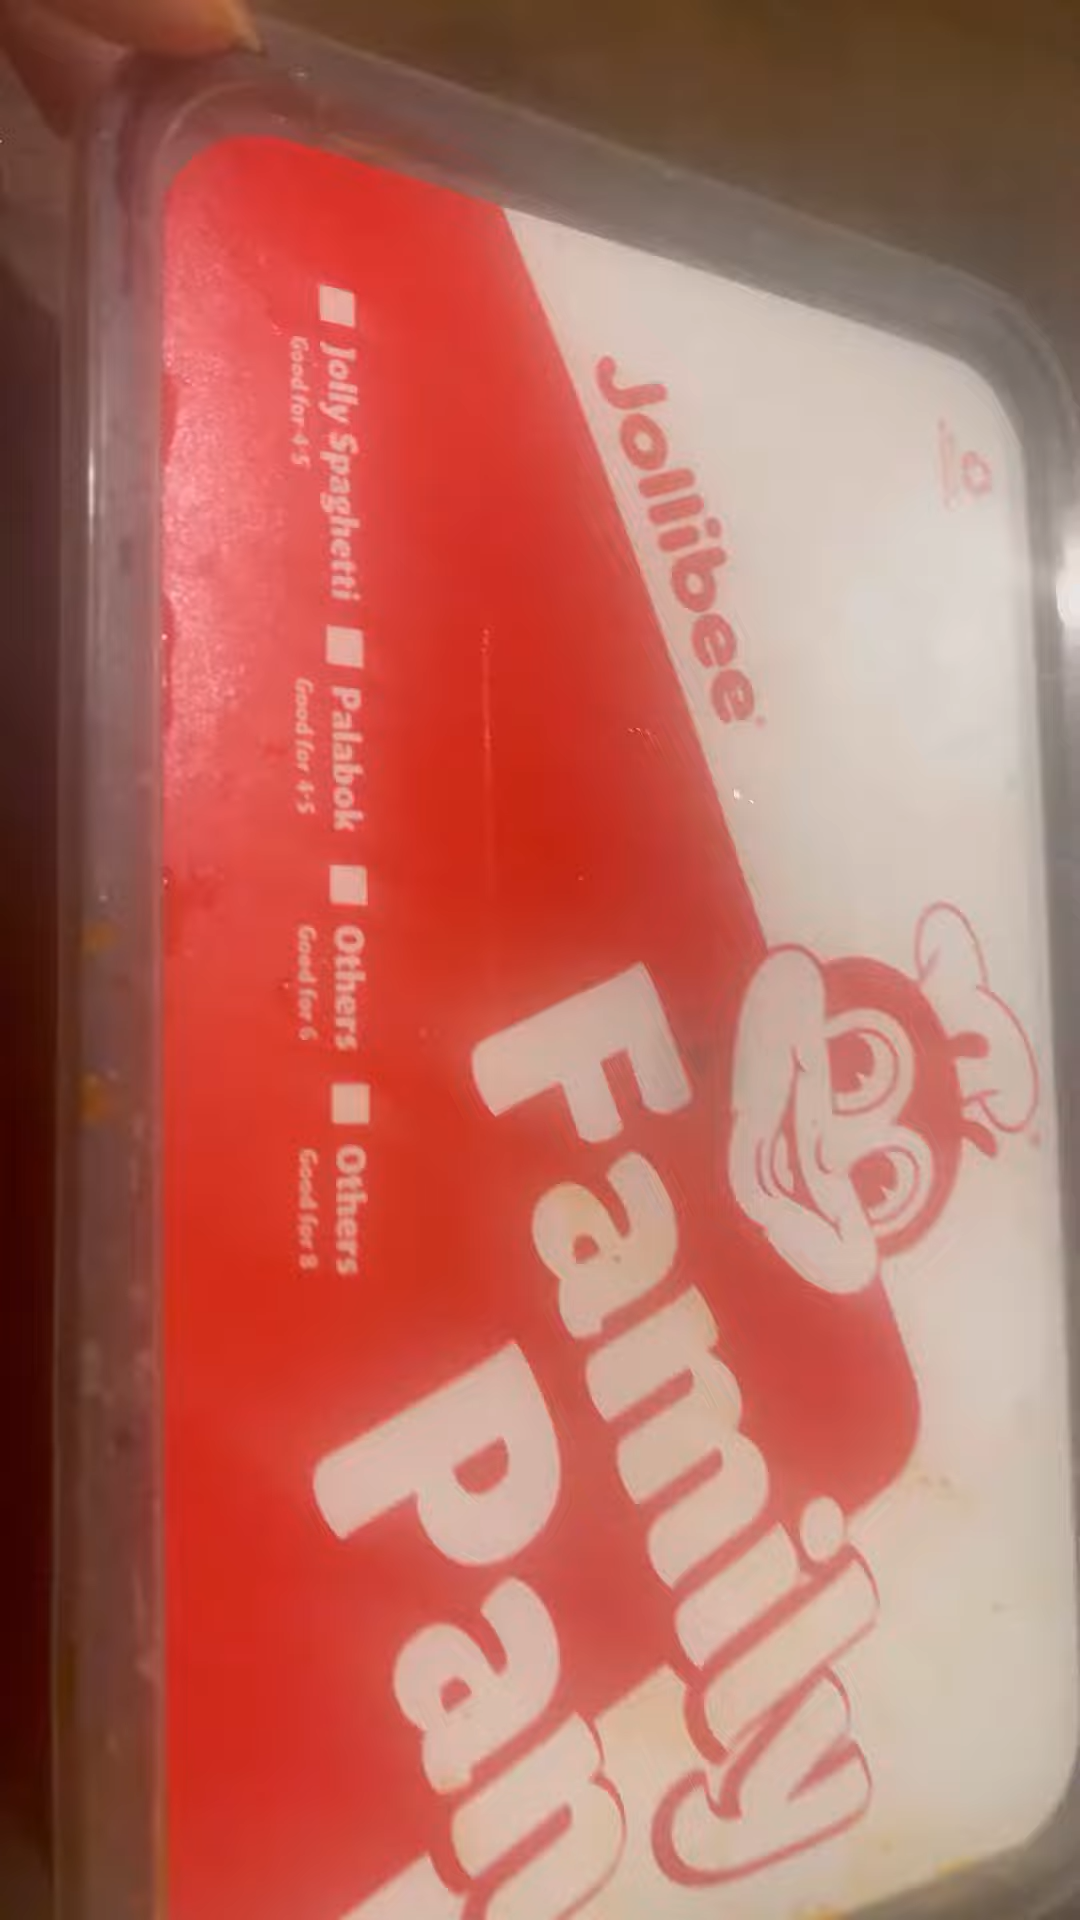 Jollibee
Family
Pan
Jolly Spaghetti
Good for 4-5
Palabok
Good for 4-5
Others
Good for 6
Others
Good for 8